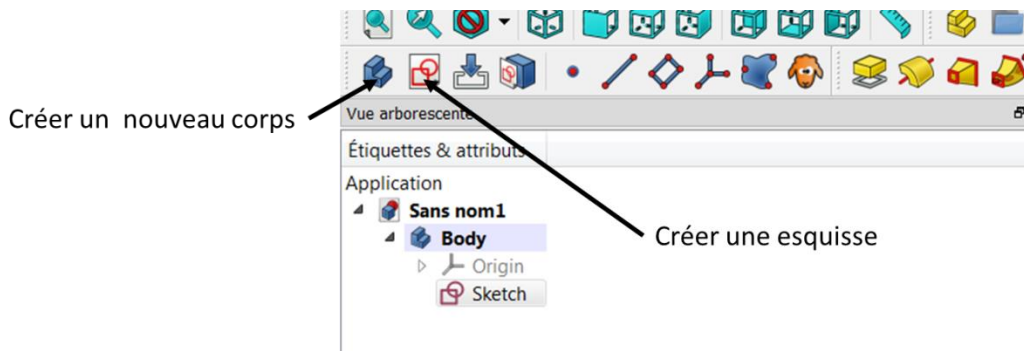 Créer un nouveau corps
Vue arborescente
Étiquettes & attributs
Application
Sans nom1
Body
Créer une esquisse
Origin
Sketch